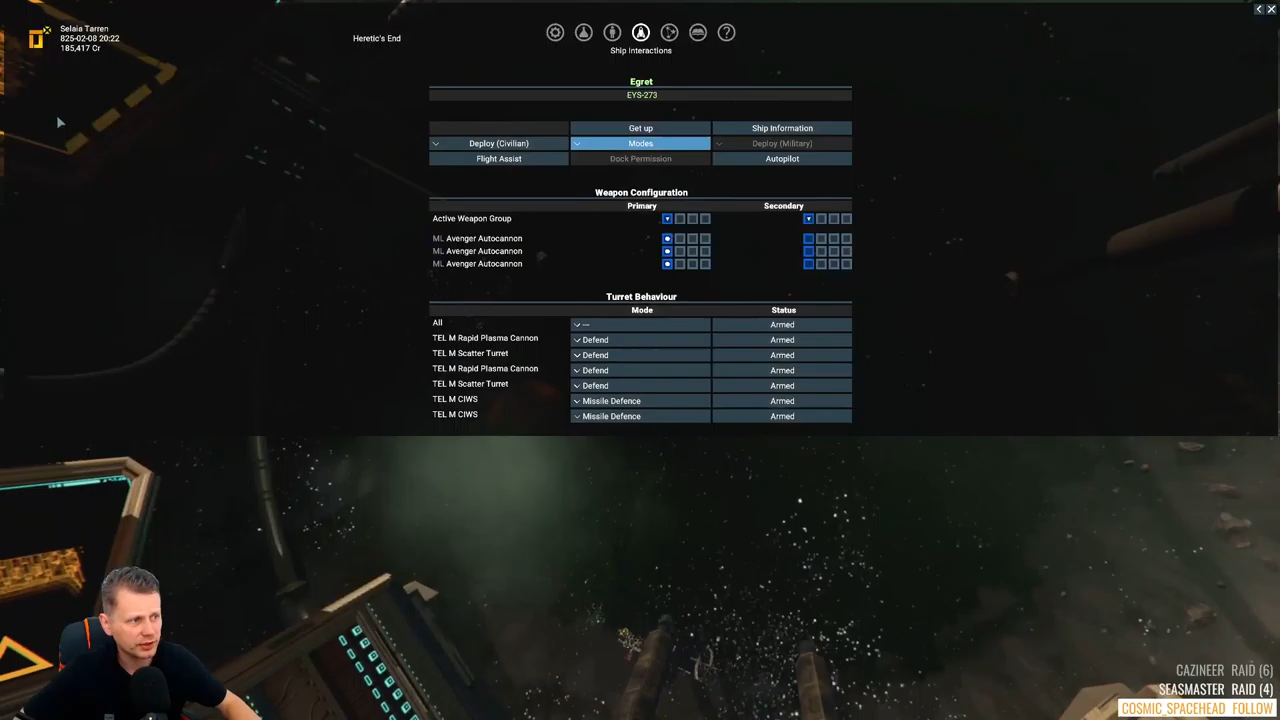 Selaia Tarren
825-02-08 20:22
185,417 Cr
Heretic's End
Ship Interactions
Egret
EYS-273
Get up Ship Information
Deploy (Civilian) Modes Deploy (Military)
Flight Assist Dock Permission Autopilot
Weapon Configuration
Primary Secondary
Active Weapon Group
ML Avenger Autocannon
ML Avenger Autocannon
ML Avenger Autocannon
Turret Behaviour
Mode Status
All --- Armed
TEL M Rapid Plasma Cannon Defend Armed
TEL M Scatter Turret Defend Armed
TEL M Rapid Plasma Cannon Defend Armed
TEL M Scatter Turret Defend Armed
TEL M CIWS Missile Defence Armed
TEL M CIWS Missile Defence Armed
CAZINEER RAID (6)
SEASMASTER RAID (4)
COSMIC_SPACEHEAD FOLLOW